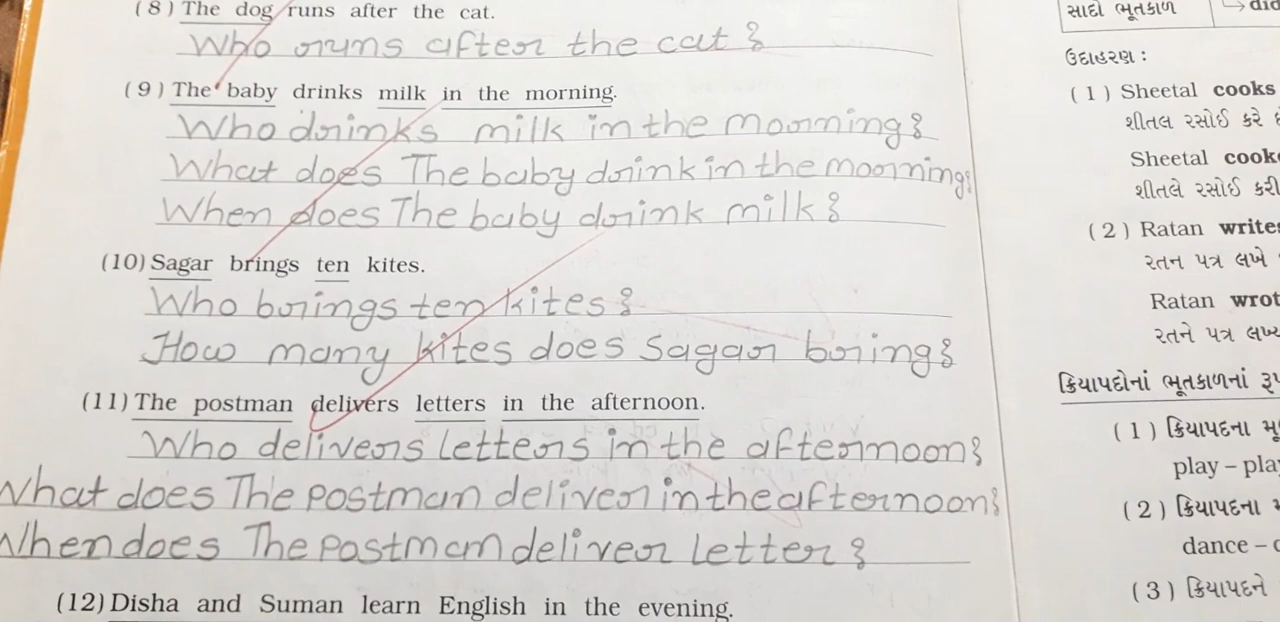 (8) The dog runs after the cat.
Who runs after the cat ?
(9) The baby drinks milk in the morning.
Who drinks milk in the morning?
What does The baby drink in the morning?
When does The baby drink milk?
(10) Sagar brings ten kites.
Who brings ten kites ?
How many kites does Sagar bring?
(11) The postman delivers letters in the afternoon.
Who delivers letters in the afternoon?
What does The postman deliver in the afternoon?
When does The postman deliver letter ?
(12) Disha and Suman learn English in the evening.
સાદો ભૂતકાળ
ઉદાહરણ :
(1) Sheetal cooks
શીતલ રસોઈ કરે
Sheetal
શીતલે રસોઈ કરી
(2) Ratan
રતન પત્ર લખે
Ratan
રતને પત્ર
ક્રિયાપદોનાં ભૂતકાળનાં
(1) ક્રિયાપદના
play –
(2) ક્રિયાપદના
dance –
(3) ક્રિયાપદને